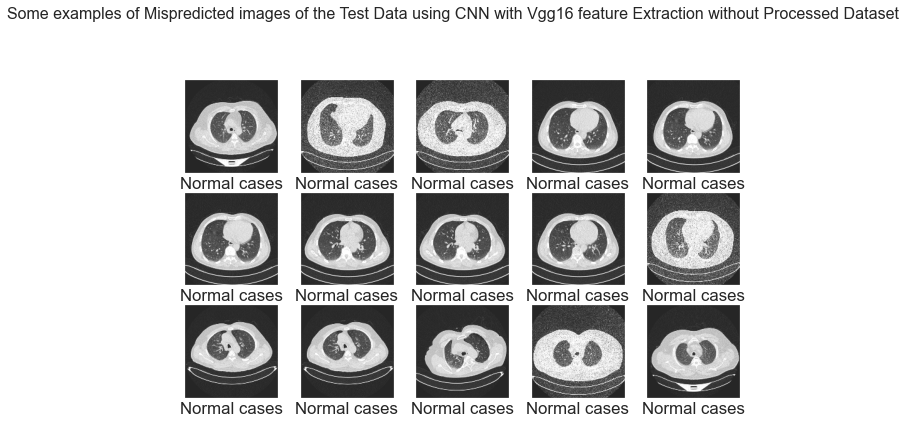 Some examples of Mispredicted images of the Test Data using CNN with Vgg16 feature Extraction without Processed Dataset
Normal cases Normal cases Normal cases Normal cases Normal cases
Normal cases Normal cases Normal cases Normal cases Normal cases
Normal cases Normal cases Normal cases Normal cases Normal cases